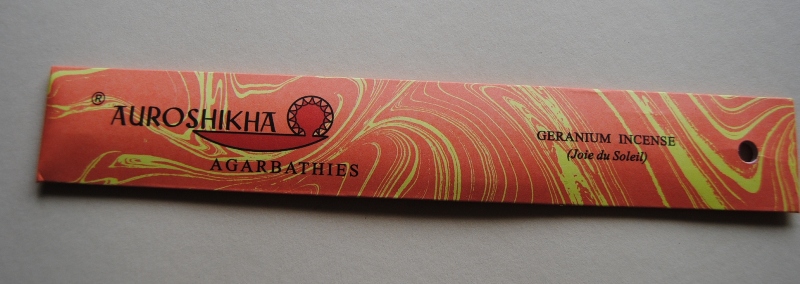 ® AUROSHIKHA
AGARBATHIES
GERANIUM INCENSE
(Joie du Soleil)